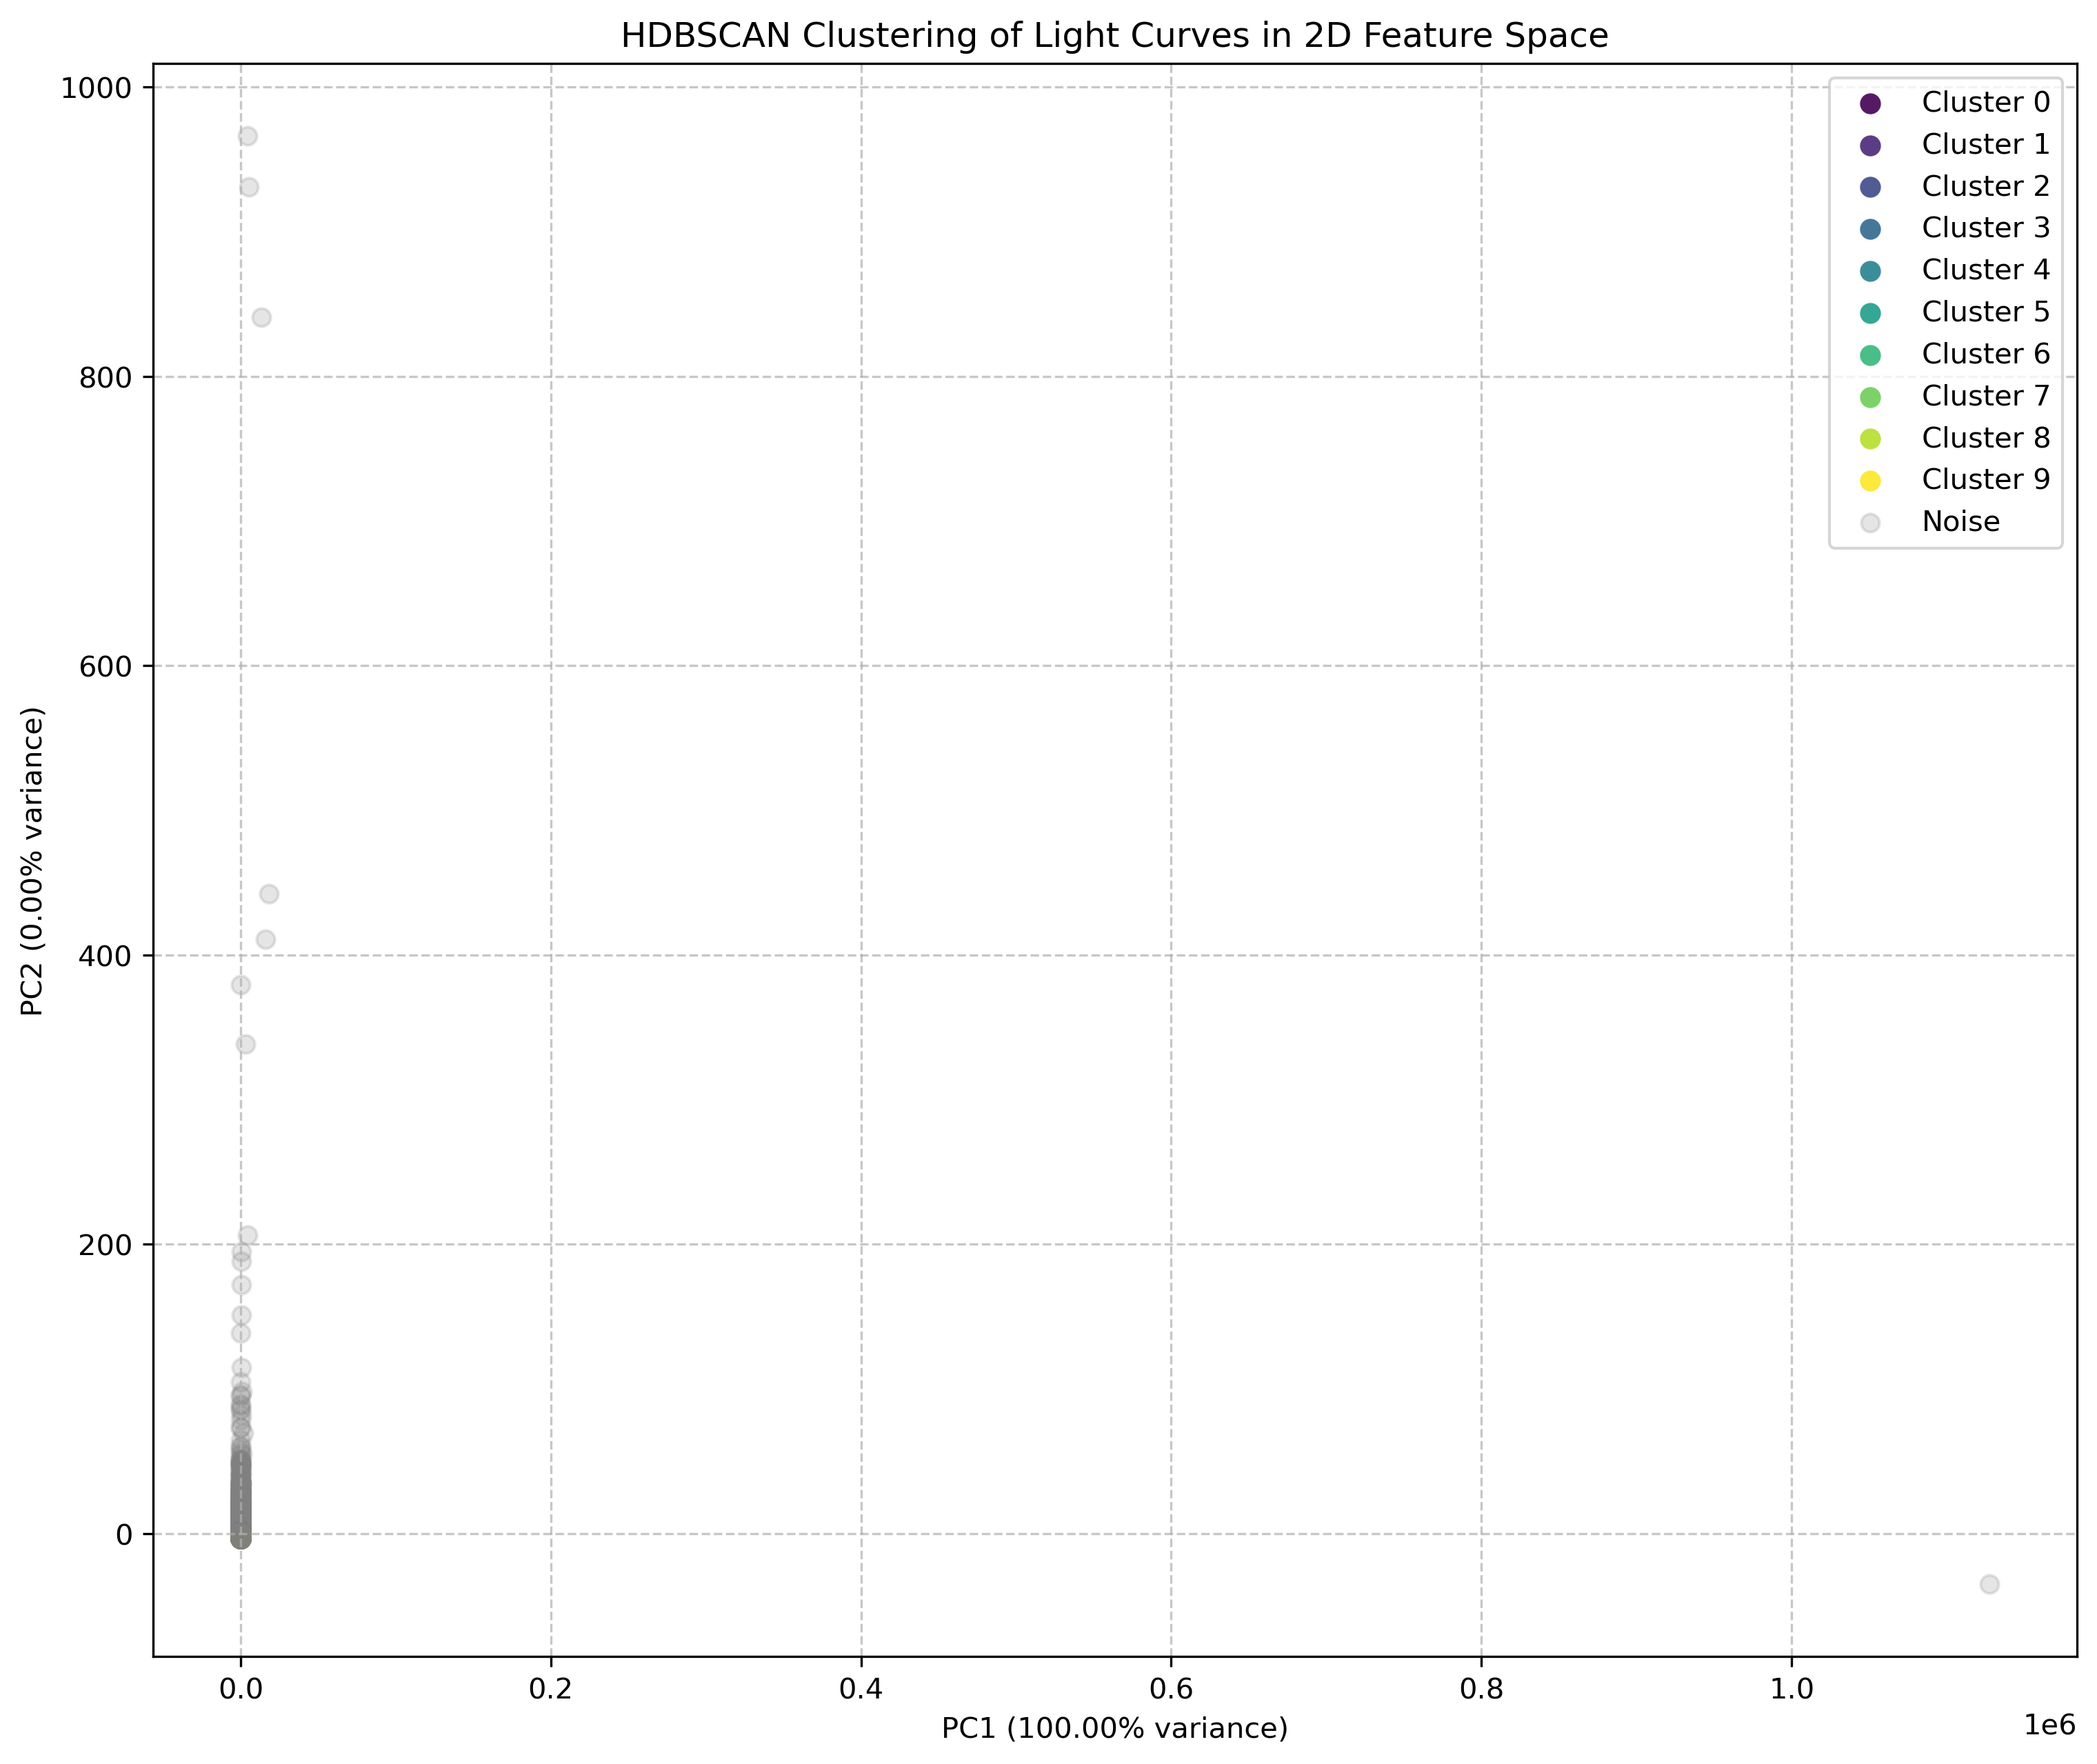 HDBSCAN Clustering of Light Curves in 2D Feature Space
1000
800
600
400
200
0
PC2 (0.00% variance)
Cluster 0
Cluster 1
Cluster 2
Cluster 3
Cluster 4
Cluster 5
Cluster 6
Cluster 7
Cluster 8
Cluster 9
Noise
0.0 0.2 0.4 0.6 0.8 1.0
1e6
PC1 (100.00% variance)